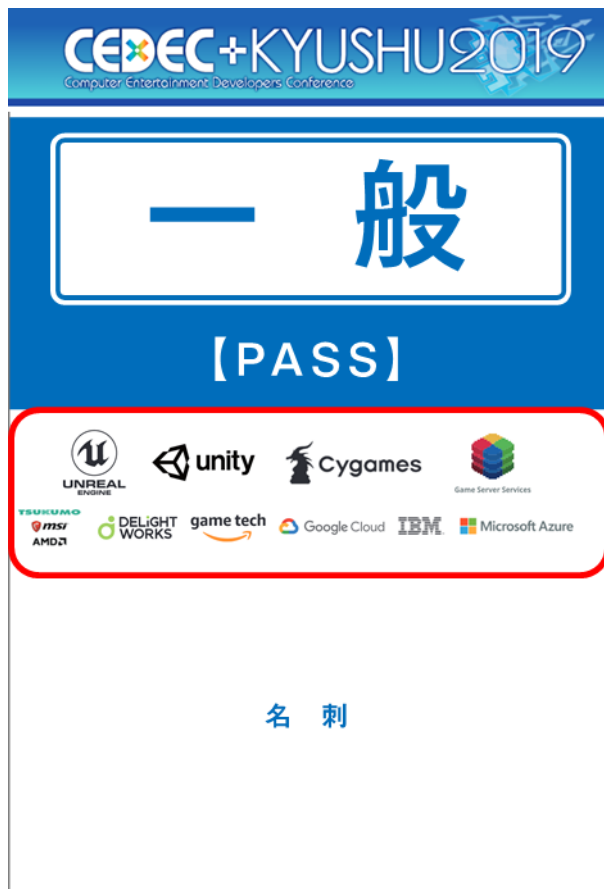 CEDEC+KYUSHU2019
Computer Entertainment Developers Conference
一 般
【PASS】
UNREAL
ENGINE
unity
Cygames
Game Server Services
TSUKUMO
msi
AMD
DELiGHT
WORKS
game tech
Google Cloud
IBM
Microsoft Azure
名 刺